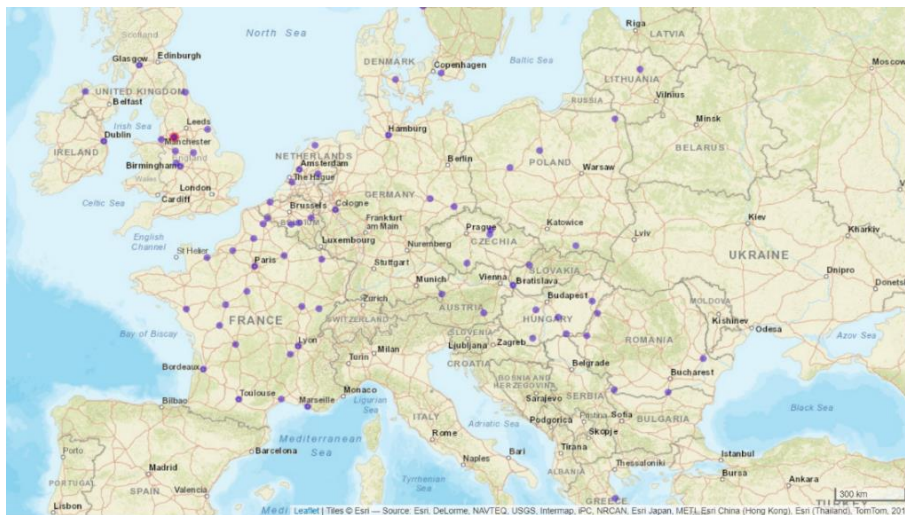 Scotland
North Sea
Riga
LATVIA
Moscow
Glasgow
Edinburgh
DENMARK
Copenhagen
Baltic Sea
LITHUANIA
UNITED KINGDOM
Belfast
RUSSIA
Vilnius
Irish Sea
Leeds
Minsk
Dublin
Manchester
Hamburg
BELARUS
IRELAND
England
NETHERLANDS
Birmingham
Amsterdam
Berlin
POLAND
Warsaw
Wales
The Hague
Celtic Sea
London
Cardiff
GERMANY
Brussels
Cologne
BELGIUM
Frankfurt
am Main
Prague
Katowice
Lviv
Kiev
Kharkiv
English
Channel
St Helier
Luxembourg
Nuremberg
CZECHIA
UKRAINE
Paris
Stuttgart
SLOVAKIA
Dnipro
Munich
Vienna
Bratislava
Donetsk
Zurich
AUSTRIA
Budapest
MOLDOVA
Bay of Biscay
FRANCE
SWITZERLAND
HUNGARY
Kishinev
Odesa
Azov Sea
Lyon
SLOVENIA
Ljubljana
Zagreb
ROMANIA
Milan
Turin
CROATIA
Belgrade
Bordeaux
Bucharest
BOSNIA AND
HERZEGOVINA
Toulouse
Marseille
Monaco
Ligurian
Sea
SERBIA
Sarajevo
Black Sea
Bilbao
ITALY
Pristina
Sofia
BULGARIA
Podgorica
Skopje
Adriatic Sea
Mediterranean
Sea
Rome
Tirana
Barcelona
Porto
Bari
Istanbul
Madrid
Naples
ALBANIA
Thessaloniki
Bursa
Ankara
PORTUGAL
SPAIN
Valencia
Tyrrhenian
Sea
GREECE
300 km
Lisbon
Leaflet | Tiles © Esri — Source: Esri, DeLorme, NAVTEQ, USGS, Intermap, iPC, NRCAN, Esri Japan, METI, Esri China (Hong Kong), Esri (Thailand), TomTom, 201